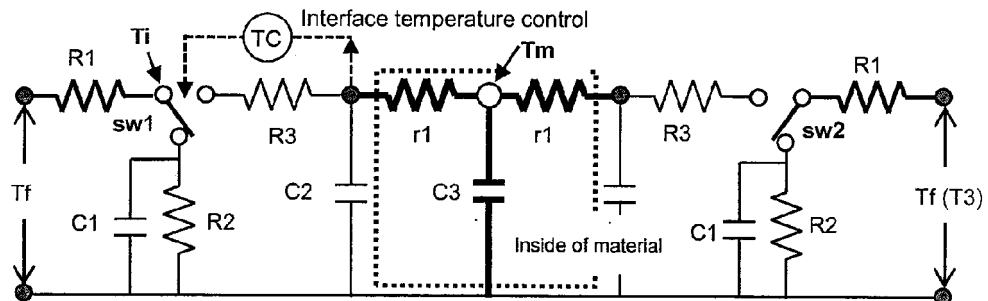 Interface temperature control
Ti
TC
Tm
R1
R1
sw1
R3
r1
r1
R3
sw2
Tf
C1
R2
C2
C3
Inside of material
C1
R2
Tf (T3)